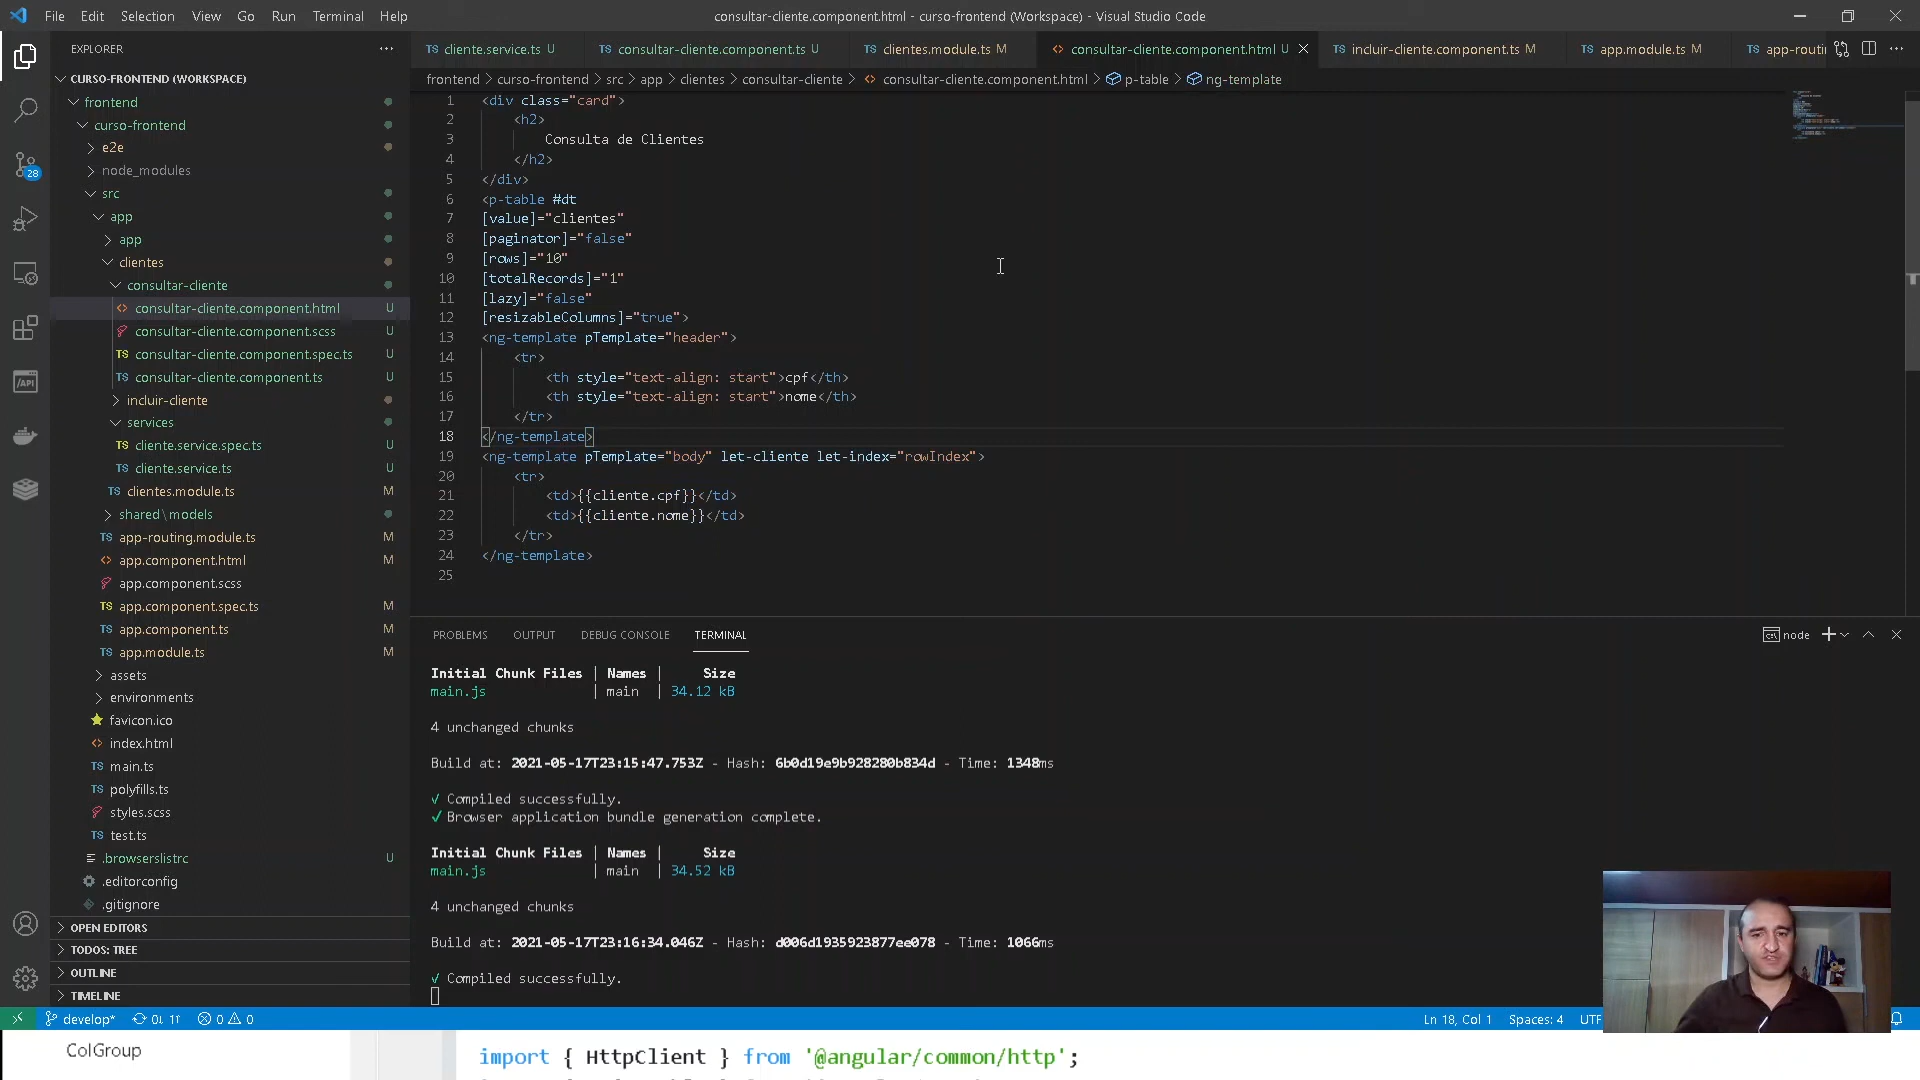 File Edit Selection View Go Run Terminal Help
consultar-cliente.component.html - curso-frontend (Workspace) - Visual Studio Code
EXPLORER
cliente.service.ts U
consultar-cliente.component.ts U
clientes.module.ts M
consultar-cliente.component.html U
incluir-cliente.component.ts M
app.module.ts M
app-routi
CURSO-FRONTEND (WORKSPACE)
frontend > curso-frontend > src > app > clientes > consultar-cliente > consultar-cliente.component.html > p-table > ng-template
frontend
curso-frontend
e2e
node_modules
src
app
app
clientes
consultar-cliente
consultar-cliente.component.html U
consultar-cliente.component.scss U
consultar-cliente.component.spec.ts U
consultar-cliente.component.ts U
incluir-cliente
services
cliente.service.spec.ts U
cliente.service.ts U
clientes.module.ts M
shared \ models
app-routing.module.ts M
app.component.html M
app.component.scss
app.component.spec.ts M
app.component.ts M
app.module.ts M
assets
environments
favicon.ico
index.html
main.ts
polyfills.ts
styles.scss
test.ts
.browserslistrc U
.editorconfig
.gitignore
OPEN EDITORS
TODOS: TREE
OUTLINE
TIMELINE
28
/API
1 <div class="card">
2 <h2>
3 Consulta de Clientes
4 </h2>
5 </div>
6 <p-table #dt
7 [value]="clientes"
8 [paginator]="false"
9 [rows]="10"
10 [totalRecords]="1"
11 [lazy]="false"
12 [resizableColumns]="true">
13 <ng-template pTemplate="header">
14 <tr>
15 <th style="text-align: start">cpf</th>
16 <th style="text-align: start">nome</th>
17 </tr>
18 </ng-template>
19 <ng-template pTemplate="body" let-cliente let-index="rowIndex">
20 <tr>
21 <td>{{cliente.cpf}}</td>
22 <td>{{cliente.nome}}</td>
23 </tr>
24 </ng-template>
25
PROBLEMS OUTPUT DEBUG CONSOLE TERMINAL
node
Initial Chunk Files | Names | Size
main.js | main | 34.12 kB
4 unchanged chunks
Build at: 2021-05-17T23:15:47.753Z - Hash: 6b0d19e9b928280b834d - Time: 1348ms
√ Compiled successfully.
✓ Browser application bundle generation complete.
Initial Chunk Files | Names | Size
main.js | main | 34.52 kB
4 unchanged chunks
Build at: 2021-05-17T23:16:34.046Z - Hash: d006d1935923877ee078 - Time: 1066ms
√ Compiled successfully.
develop* 0↓ 1↑ 0 0
Ln 18, Col 1 Spaces: 4 UTF
ColGroup
import { HttpClient } from '@angular/common/http';